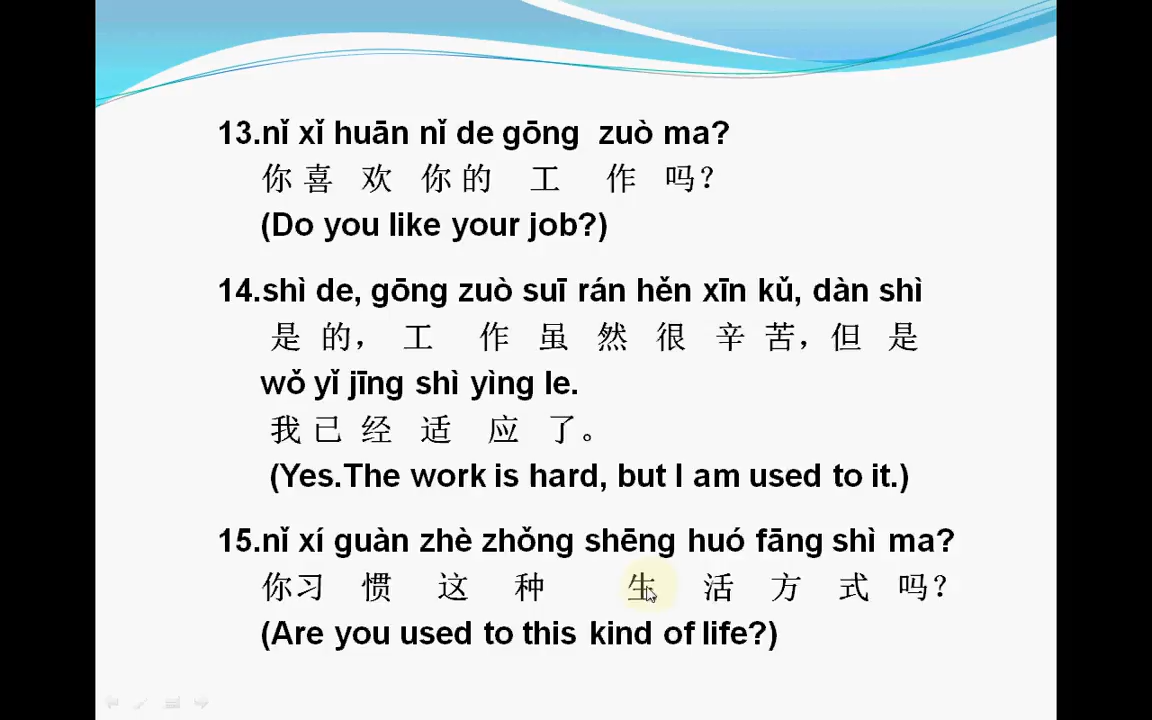 13.nǐ xǐ huān nǐ de gōng zuò ma?
你喜欢你的工作吗?
(Do you like your job?)
14.shì de, gōng zuò suī rán hěn xīn kǔ, dàn shì
是的，工作虽然很辛苦，但是
wǒ yǐ jīng shì yìng le.
我已经适应了。
(Yes.The work is hard, but I am used to it.)
15.nǐ xí guàn zhè zhǒng shēng huó fāng shì ma?
你习惯这种生活方式吗?
(Are you used to this kind of life?)